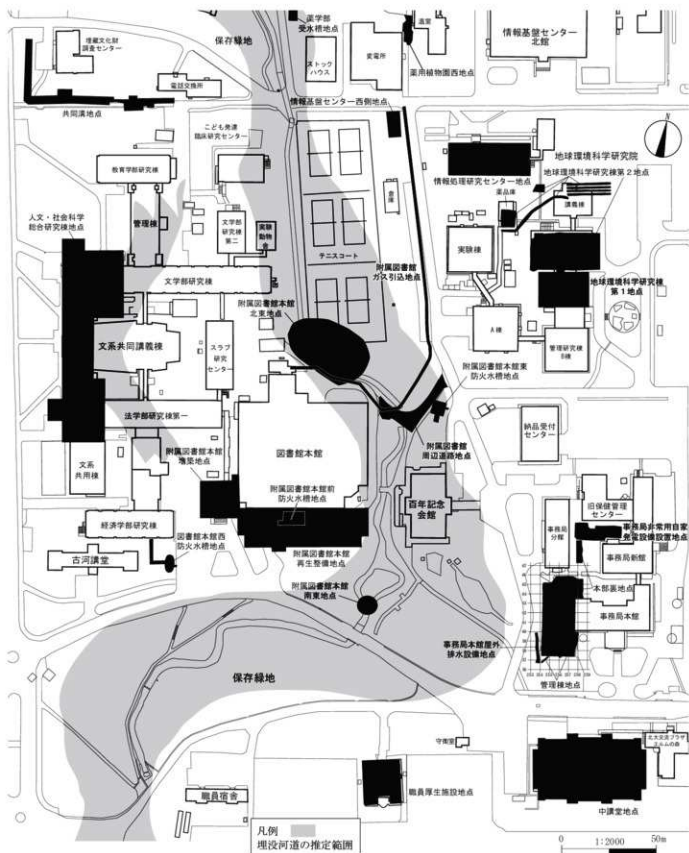 埋蔵文化財
調査センター
共同溝地点
電話交換所
保存緑地
薬学部
受水槽地点
ストック
ハウス
変電所
温室
薬用植物園西地点
情報基盤センター
北館
情報基盤センター西側地点
教育学部研究棟
管理棟
こども発達
臨床研究センター
文学部
研究棟
第二
実験
動物
舎
テニスコート
倉庫
附属図書館
ガス引込地点
情報処理研究センター地点
薬品庫
地球環境科学研究院
地球環境科学研究棟第2地点
講義棟
実験棟
地球環境科学研究棟
第1地点
A棟
管理研究棟
B棟
人文・社会科学
総合研究棟地点
文学部研究棟
文系共同講義棟
スラブ
研究
センター
附属図書館本館
北東地点
附属図書館本館東
防火水槽地点
法学部研究棟第一
附属図書館
周辺道路地点
納品受付
センター
文系
共用棟
附属図書館本館
増築地点
図書館本館
附属図書館本館前
防火水槽地点
百年記念
会館
経済学部研究棟
古河講堂
図書館本館西
防火水槽地点
附属図書館本館
再生整備地点
附属図書館本館
南東地点
事務局
分館
旧保健管理
センター
事務局非常用自家
発電設備設置地点
事務局新館
本部裏地点
事務局本館
事務局本館屋外
排水設備地点
管理棟地点
保存緑地
守衛室
職員宿舎
職員厚生施設地点
北大交流プラザ
エルムの森
中講堂地点
凡例
埋没河道の推定範囲
0 1:2000 50m
N